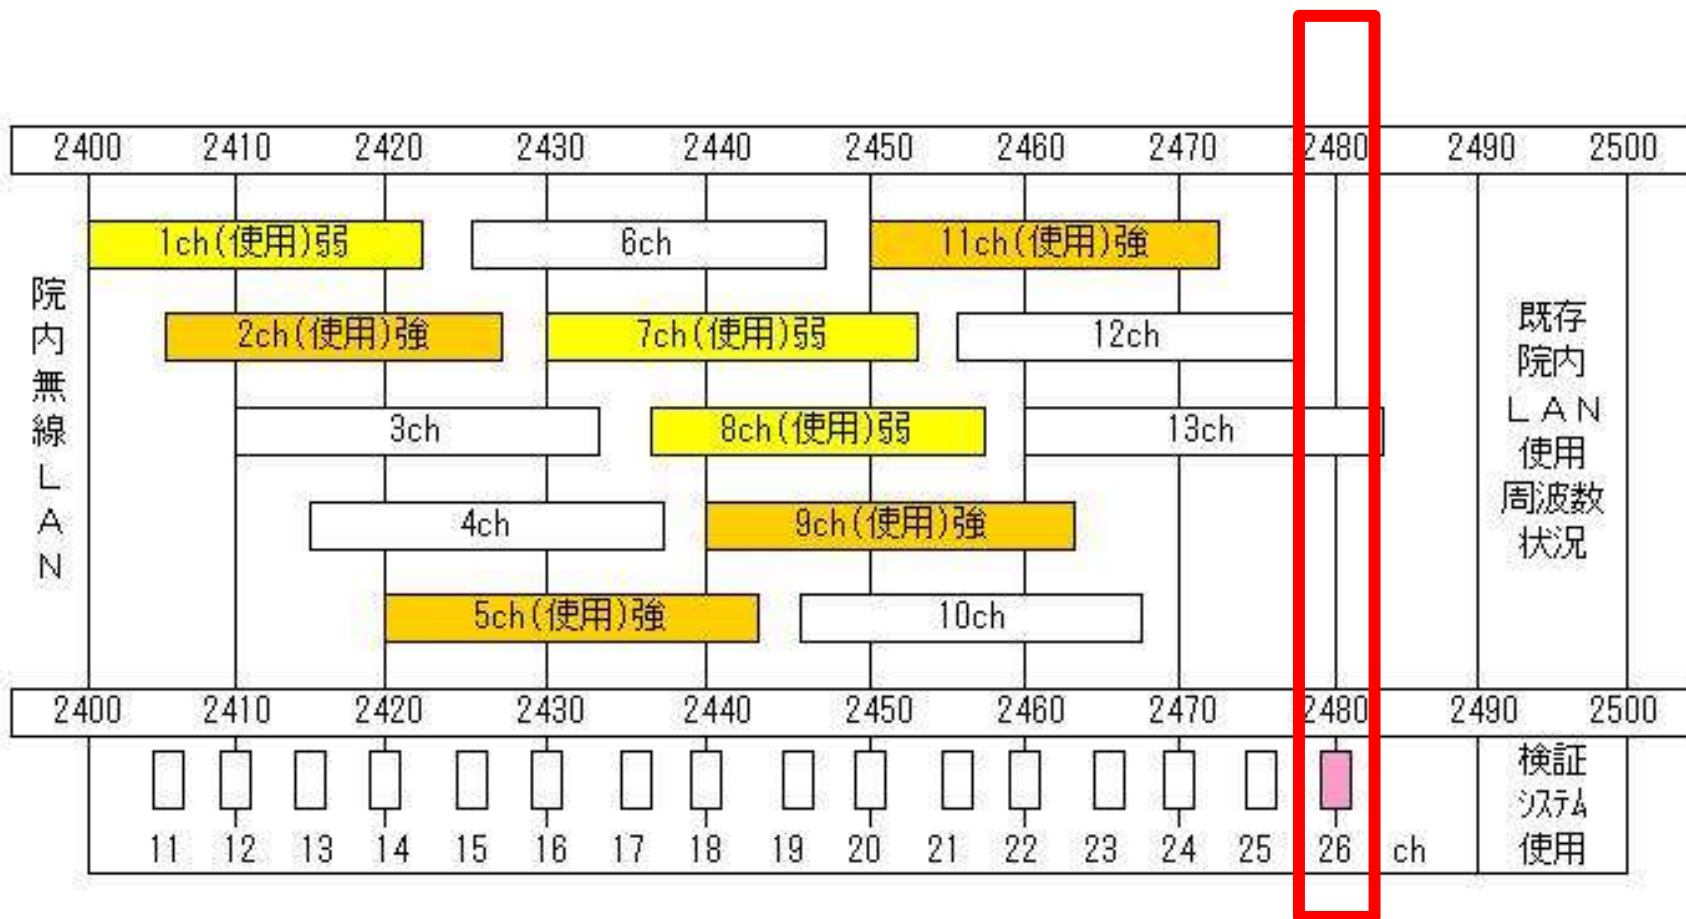 2400 2410 2420 2430 2440 2450 2460 2470 2480 2490 2500
1ch(使用)弱 6ch 11ch(使用)強
2ch(使用)強 7ch(使用)弱 12ch
3ch 8ch(使用)弱 13ch
4ch 9ch(使用)強
5ch(使用)強 10ch
院内無線LAN
既存
院内
LAN
使用
周波数
状況
2400 2410 2420 2430 2440 2450 2460 2470 2480 2490 2500
11 12 13 14 15 16 17 18 19 20 21 22 23 24 25 26 ch
検証
システム
使用